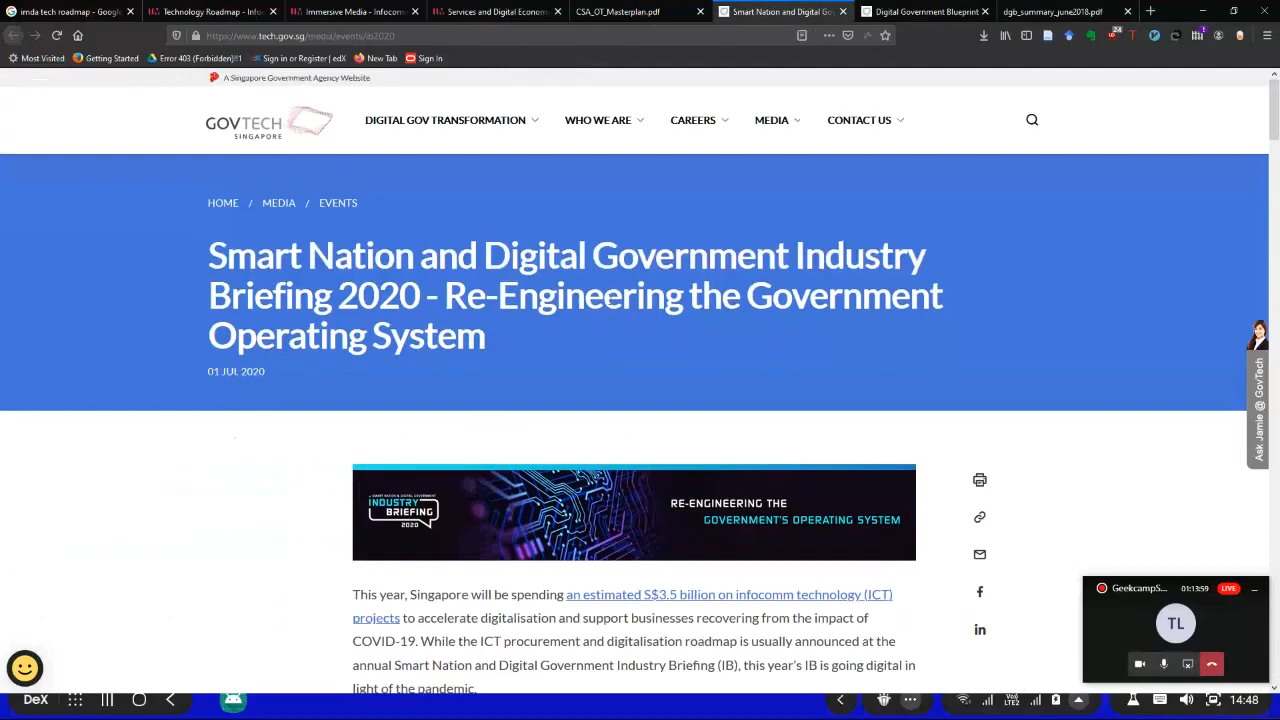 imda tech roadmap - Google
Technology Roadmap - Info
Immersive Media - Infocom
Services and Digital Econom
CSA_OT_Masterplan.pdf
Smart Nation and Digital Go
Digital Government Blueprint
dgb_summary_june2018.pdf
https://www.tech.gov.sg/media/events/ib2020
24
1
Most Visited
Getting Started
Error 403 (Forbidden)!!1
Sign in or Register | edX
New Tab
Sign In
A Singapore Government Agency Website
GOVTECH
SINGAPORE
DIGITAL GOV TRANSFORMATION
WHO WE ARE
CAREERS
MEDIA
CONTACT US
HOME / MEDIA / EVENTS
Smart Nation and Digital Government Industry
Briefing 2020 - Re-Engineering the Government
Operating System
01 JUL 2020
Ask Jamie @ GovTech
A SMART NATION & DIGITAL GOVERNMENT
INDUSTRY
BRIEFING
2020
RE-ENGINEERING THE
GOVERNMENT'S OPERATING SYSTEM
This year, Singapore will be spending an estimated S$3.5 billion on infocomm technology (ICT)
projects to accelerate digitalisation and support businesses recovering from the impact of
COVID-19. While the ICT procurement and digitalisation roadmap is usually announced at the
annual Smart Nation and Digital Government Industry Briefing (IB), this year's IB is going digital in
light of the pandemic.
GeekcampS...
01:13:59
LIVE
TL
DeX
LTE2
14:48